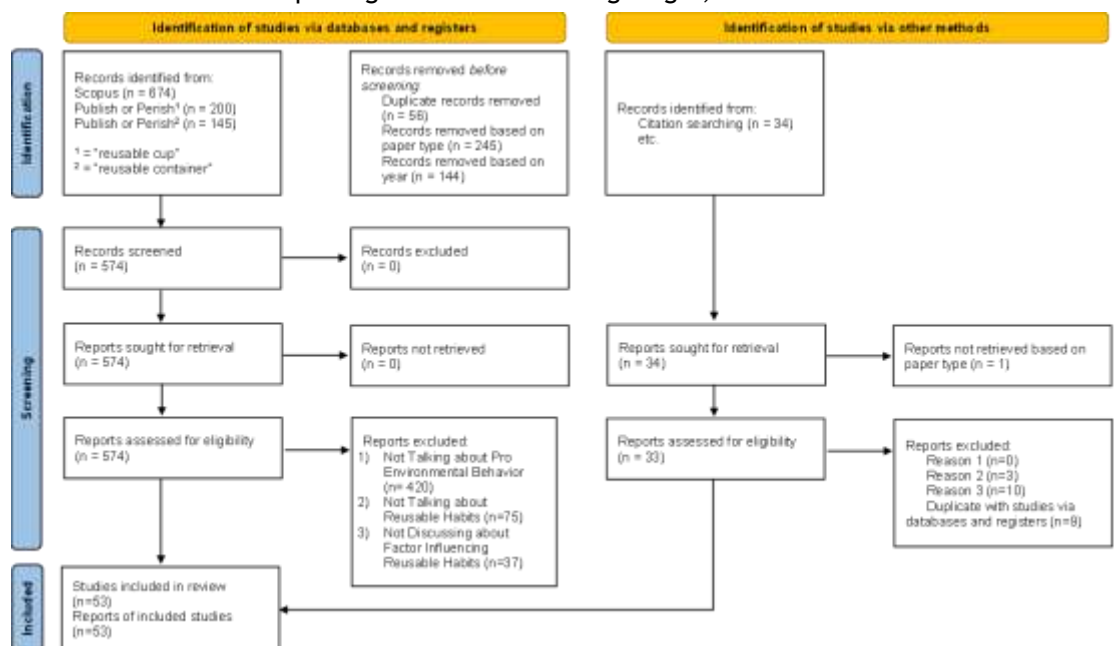 Identification of studies via databases and registers
Identification of studies via other methods
Identification
Records identified from:
Scopus (n = 674)
Publish or Perish¹ (n = 200)
Publish or Perish² (n = 145)
¹ = "reusable cup"
² = "reusable container"
Records removed before
screening:
Duplicate records removed
(n = 56)
Records removed based on
paper type (n = 245)
Records removed based on
year (n = 144)
Records identified from:
Citation searching (n = 34)
etc.
Screening
Records screened
(n = 574)
Records excluded
(n = 0)
Reports sought for retrieval
(n = 574)
Reports not retrieved
(n = 0)
Reports sought for retrieval
(n = 34)
Reports not retrieved based on
paper type (n = 1)
Reports assessed for eligibility
(n = 574)
Reports excluded:
1) Not Talking about Pro
Environmental Behavior
(n= 420)
2) Not Talking about
Reusable Habits (n=75)
3) Not Discussing about
Factor Influencing
Reusable Habits (n=37)
Reports assessed for eligibility
(n = 33)
Reports excluded:
Reason 1 (n=0)
Reason 2 (n=3)
Reason 3 (n=10)
Duplicate with studies via
databases and registers (n=9)
Included
Studies included in review
(n=53)
Reports of included studies
(n=53)